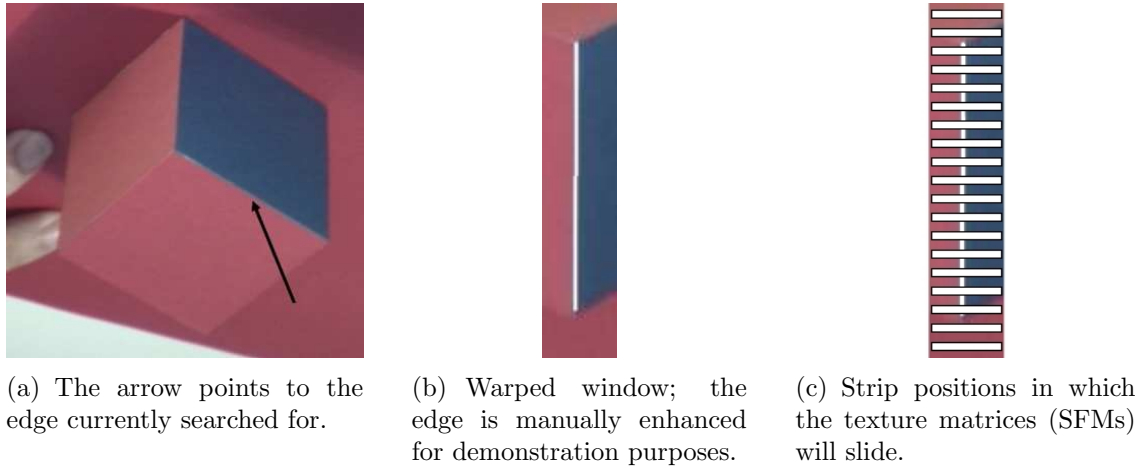 (a) The arrow points to the
edge currently searched for.
(b) Warped window; the
edge is manually enhanced
for demonstration purposes.
(c) Strip positions in which
the texture matrices (SFMs)
will slide.